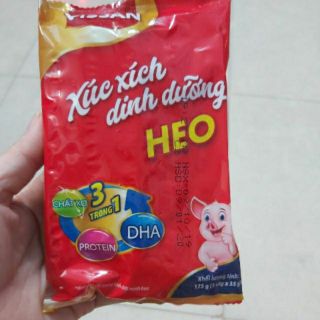 VISSAN
Xúc xích
dinh dưỡng
HEO
CHẤT XƠ
3
TRONG 1
DHA
PROTEIN
Khối lượng tịnh: